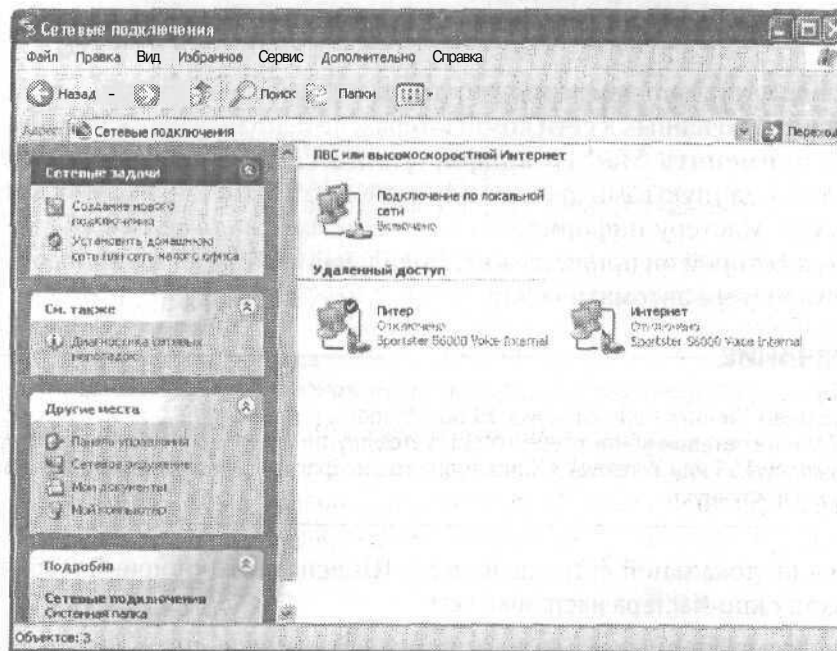 Сетевые подключения
Файл Правка Вид Избранное Сервис Дополнительно Справка
Назад Поиск Папки
Адрес: Сетевые подключения Переход
Сетевые задачи
Создание нового
подключения
Установить домашнюю
сеть или сеть малого офиса
См. также
Диагностика сетевых
неполадок
Другие места
Панель управления
Сетевое окружение
Мои документы
Мой компьютер
Подробно
Сетевые подключения
Системная папка
ЛВС или высокоскоростной Интернет
Подключение по локальной
сети
Включено
Удаленный доступ
Питер
Отключено
Sportster 56000 Voice External
Интернет
Отключено
Sportster 56000 Voice Internal
Объектов: 3